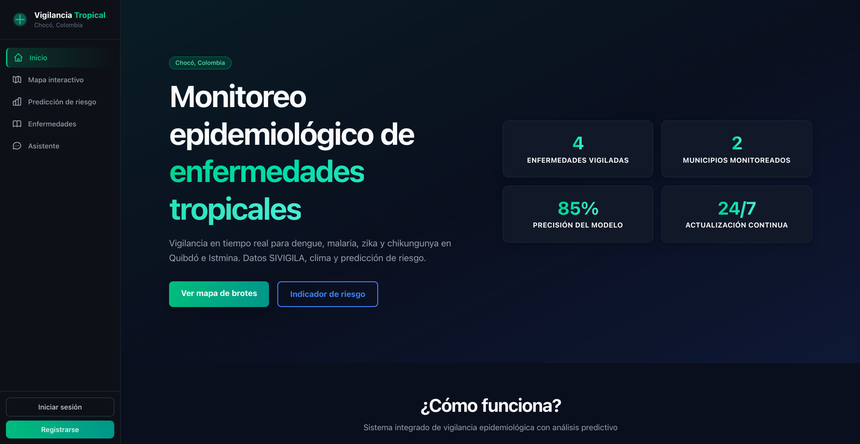 Vigilancia Tropical
Chocó, Colombia
Inicio
Mapa interactivo
Predicción de riesgo
Enfermedades
Asistente
Iniciar sesión
Registrarse
Chocó, Colombia
Monitoreo
epidemiológico de
enfermedades
tropicales
Vigilancia en tiempo real para dengue, malaria, zika y chikungunya en
Quibdó e Istmina. Datos SIVIGILA, clima y predicción de riesgo.
Ver mapa de brotes
Indicador de riesgo
4
ENFERMEDADES VIGILADAS
2
MUNICIPIOS MONITOREADOS
85%
PRECISIÓN DEL MODELO
24/7
ACTUALIZACIÓN CONTINUA
¿Cómo funciona?
Sistema integrado de vigilancia epidemiológica con análisis predictivo